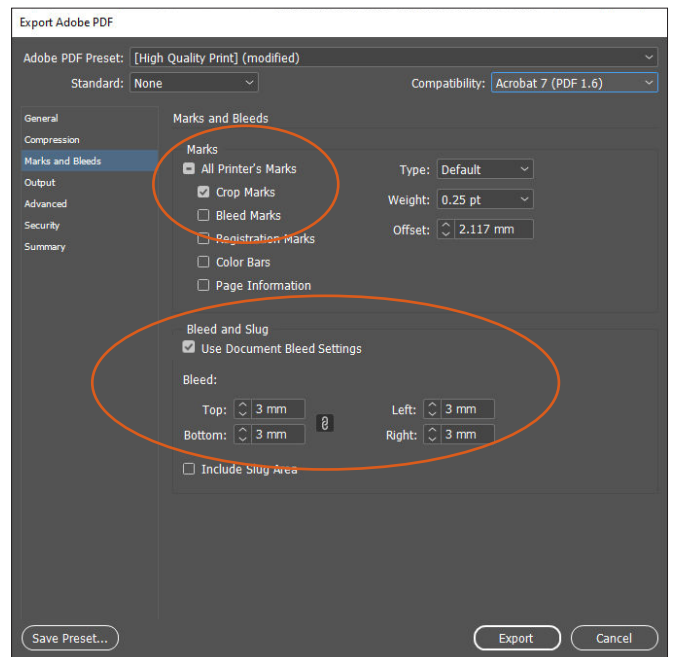 Export Adobe PDF
Adobe PDF Preset: [High Quality Print] (modified)
Standard: None Compatibility: Acrobat 7 (PDF 1.6)
General
Compression
Marks and Bleeds
Output
Advanced
Security
Summary
Marks and Bleeds
Marks
All Printer's Marks
Crop Marks
Bleed Marks
Registration Marks
Color Bars
Page Information
Type: Default
Weight: 0.25 pt
Offset: 2.117 mm
Bleed and Slug
Use Document Bleed Settings
Bleed:
Top: 3 mm Left: 3 mm
Bottom: 3 mm Right: 3 mm
Include Slug Area
Save Preset... Export Cancel